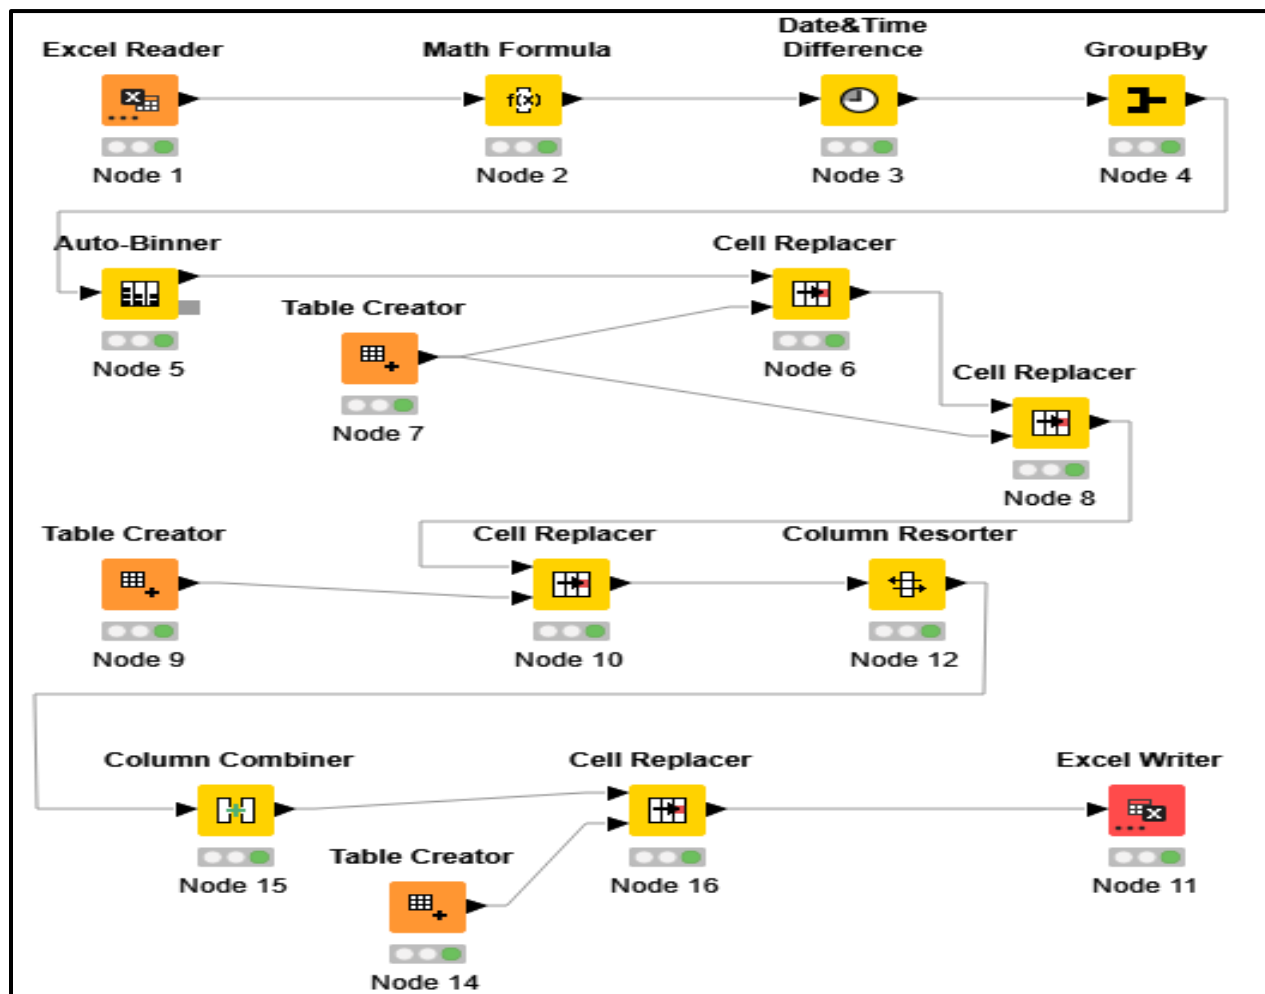 Excel Reader
Math Formula
Date&Time
Difference
GroupBy
f(x)
Node 1
Node 2
Node 3
Node 4
Auto-Binner
Cell Replacer
Table Creator
Node 5
Node 6
Cell Replacer
Node 7
Node 8
Table Creator
Cell Replacer
Column Resorter
Node 9
Node 10
Node 12
Column Combiner
Cell Replacer
Excel Writer
Table Creator
Node 15
Node 16
Node 11
Node 14